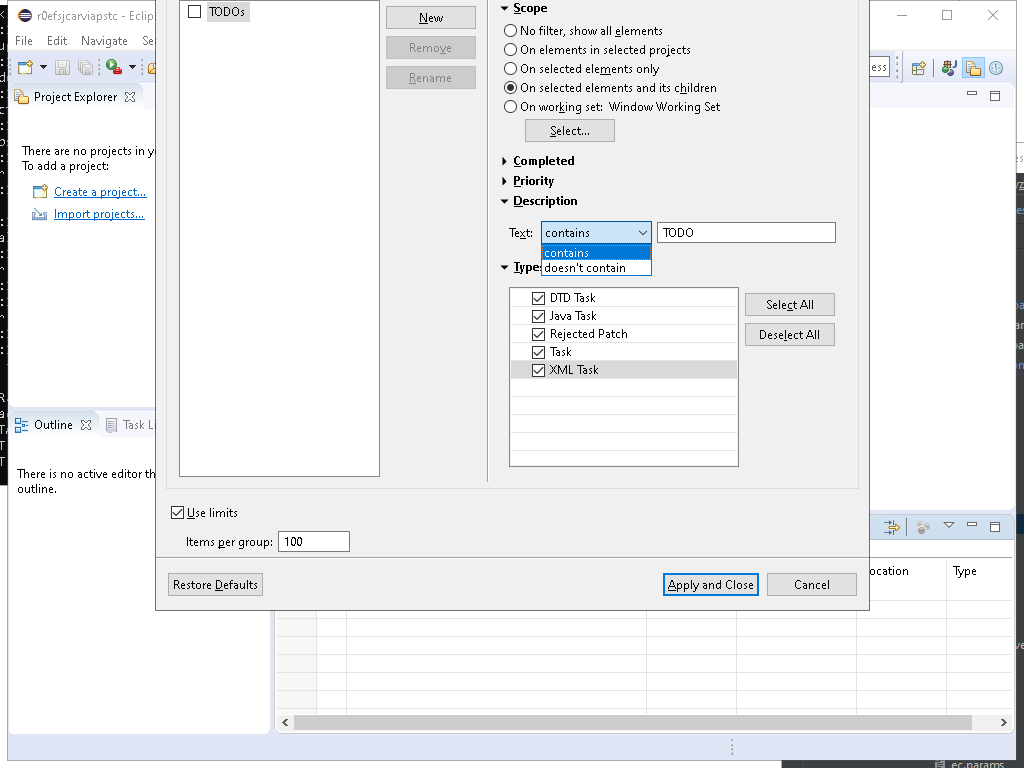 r0efsjcarviapstc - Eclip
File Edit Navigate Se
ess
Project Explorer
There are no projects in y
To add a project:
Create a project...
Import projects...
Outline Task Li
There is no active editor th
outline.
TODOs
New
Remove
Rename
Scope
No filter, show all elements
On elements in selected projects
On selected elements only
On selected elements and its children
On working set: Window Working Set
Select...
Completed
Priority
Description
Text: contains TODO
contains
doesn't contain
Types
DTD Task
Java Task
Rejected Patch
Task
XML Task
Select All
Deselect All
Use limits
Items per group: 100
Restore Defaults
Apply and Close
Cancel
ocation Type
ec.params